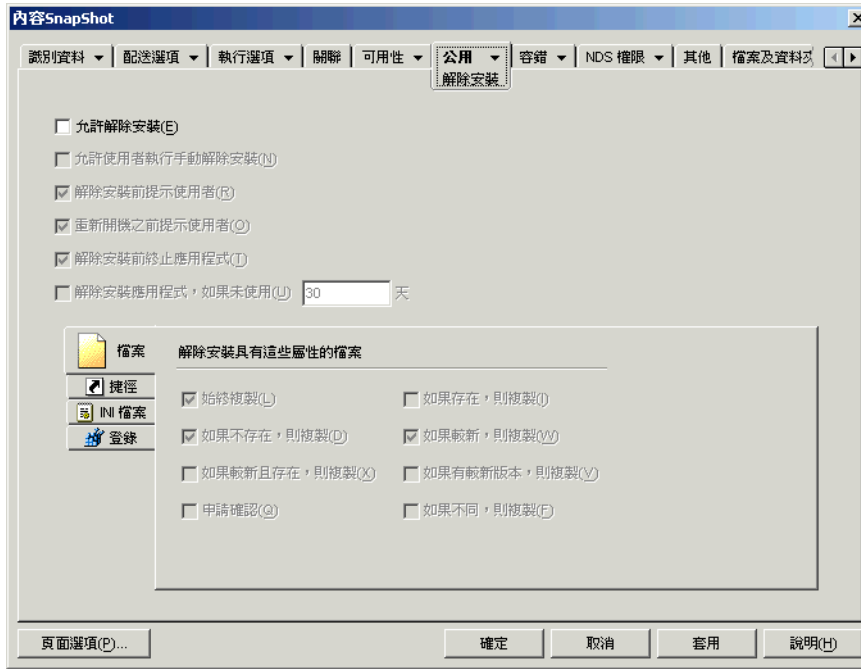 內容SnapShot
識別資料 配送選項 執行選項 關聯 可用性 公用 容錯 NDS 權限 其他 檔案及資料
解除安裝
允許解除安裝(E)
允許使用者執行手動解除安裝(N)
解除安裝前提示使用者(R)
重新開機之前提示使用者(O)
解除安裝前終止應用程式(T)
解除安裝應用程式，如果未使用(U) 30 天
檔案
捷徑
INI 檔案
登錄
解除安裝具有這些屬性的檔案
始終複製(L) 如果存在，則複製(I)
如果不存在，則複製(D) 如果較新，則複製(W)
如果較新且存在，則複製(X) 如果有較新版本，則複製(V)
申請確認(Q) 如果不同，則複製(F)
頁面選項(P)... 確定 取消 套用 說明(H)